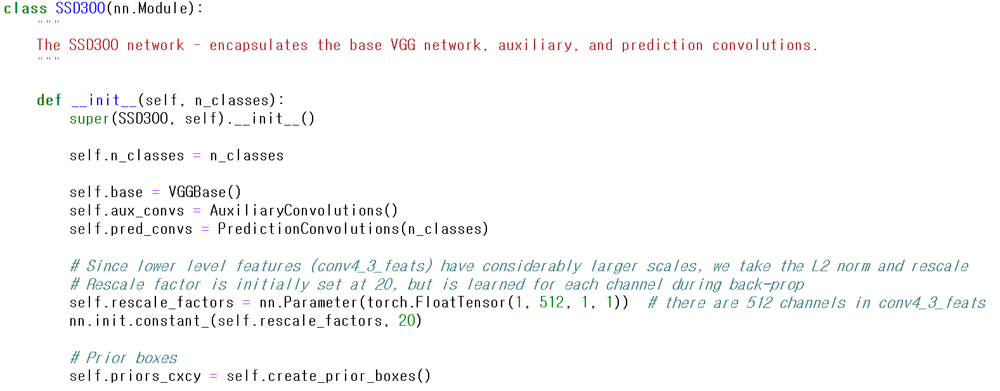 class SSD300(nn.Module):
    """
    The SSD300 network - encapsulates the base VGG network, auxiliary, and prediction convolutions.
    """

    def __init__(self, n_classes):
        super(SSD300, self).__init__()

        self.n_classes = n_classes

        self.base = VGGBase()
        self.aux_convs = AuxiliaryConvolutions()
        self.pred_convs = PredictionConvolutions(n_classes)

        # Since lower level features (conv4_3_feats) have considerably larger scales, we take the L2 norm and rescale
        # Rescale factor is initially set at 20, but is learned for each channel during back-prop
        self.rescale_factors = nn.Parameter(torch.FloatTensor(1, 512, 1, 1))  # there are 512 channels in conv4_3_feats
        nn.init.constant_(self.rescale_factors, 20)

        # Prior boxes
        self.priors_cxcy = self.create_prior_boxes()